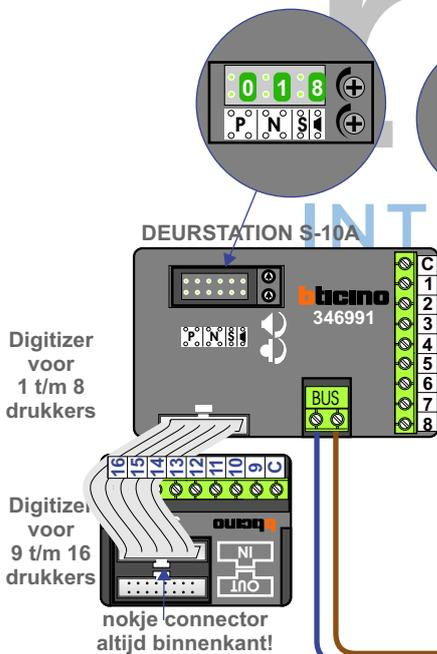 0 1 8
P N S
INT
DEURSTATION S-10A
bticino
346991
P N S
C
1
2
3
4
5
6
7
8
BUS
Digitizer
voor
1 t/m 8
drukkers
16 15 14 13 12 11 10 9 C
bticino
IN
OUT
Digitizer
voor
9 t/m 16
drukkers
nokje connector
altijd binnenkant!